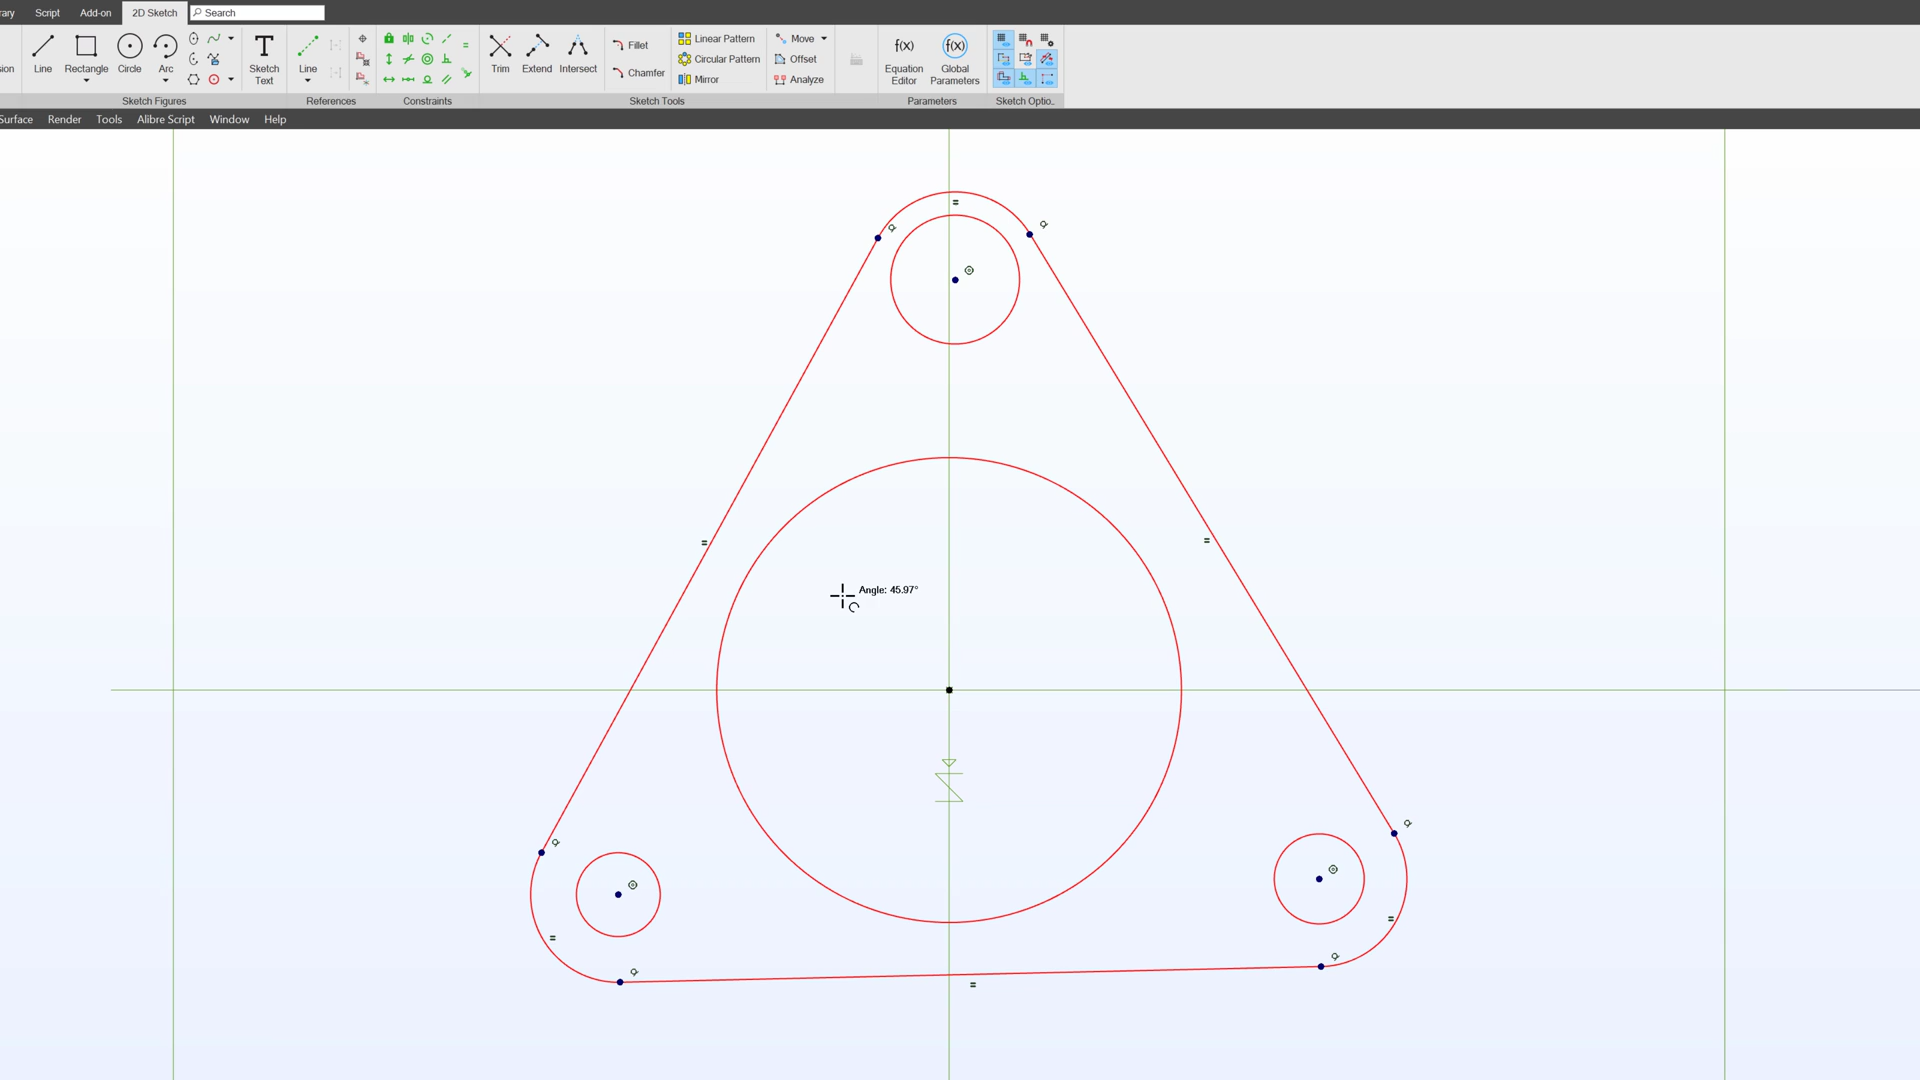 rary Script Add-on 2D Sketch Search
sion Line Rectangle Circle Arc Sketch Text Line Trim Extend Intersect Fillet Chamfer
Linear Pattern Circular Pattern Mirror Move Offset Analyze
f(x) Equation Editor f(x) Global Parameters
Sketch Figures References Constraints Sketch Tools Parameters Sketch Optio..
Surface Render Tools Alibre Script Window Help
Angle: 45.97°